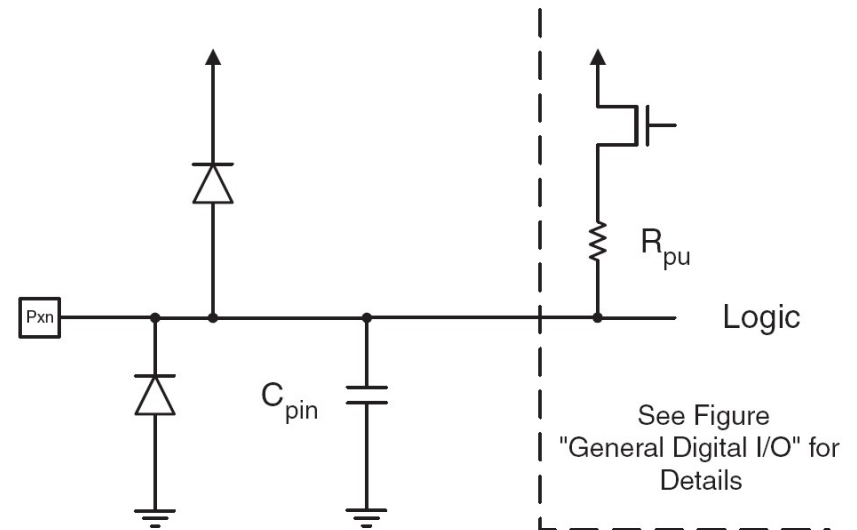 R
pu
Pxn
Logic
C
pin
See Figure
"General Digital I/O" for
Details